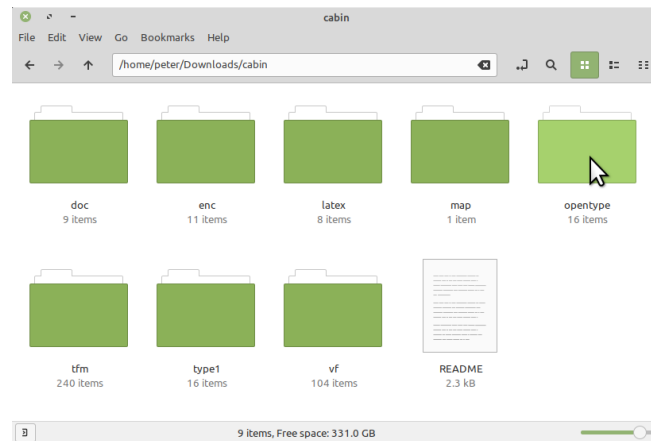 cabin
File Edit View Go Bookmarks Help
/home/peter/Downloads/cabin
doc enc latex map opentype
9 items 11 items 8 items 1 item 16 items
tfm type1 vf README
240 items 16 items 104 items 2.3 kB
9 items, Free space: 331.0 GB